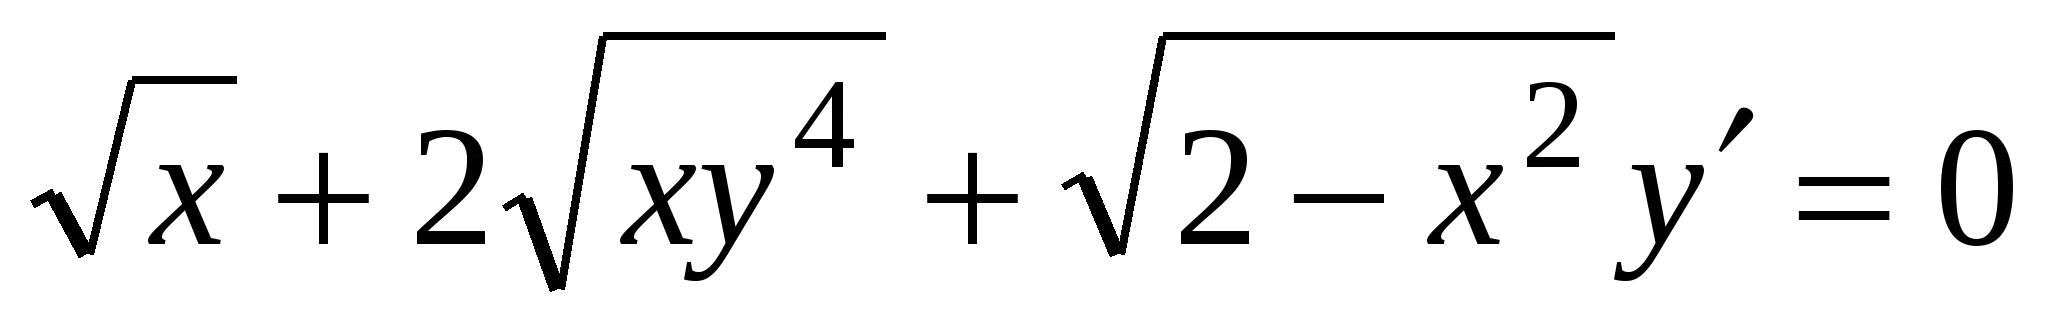 √x + 2√(xy⁴) + √(2 − x²) y′ = 0